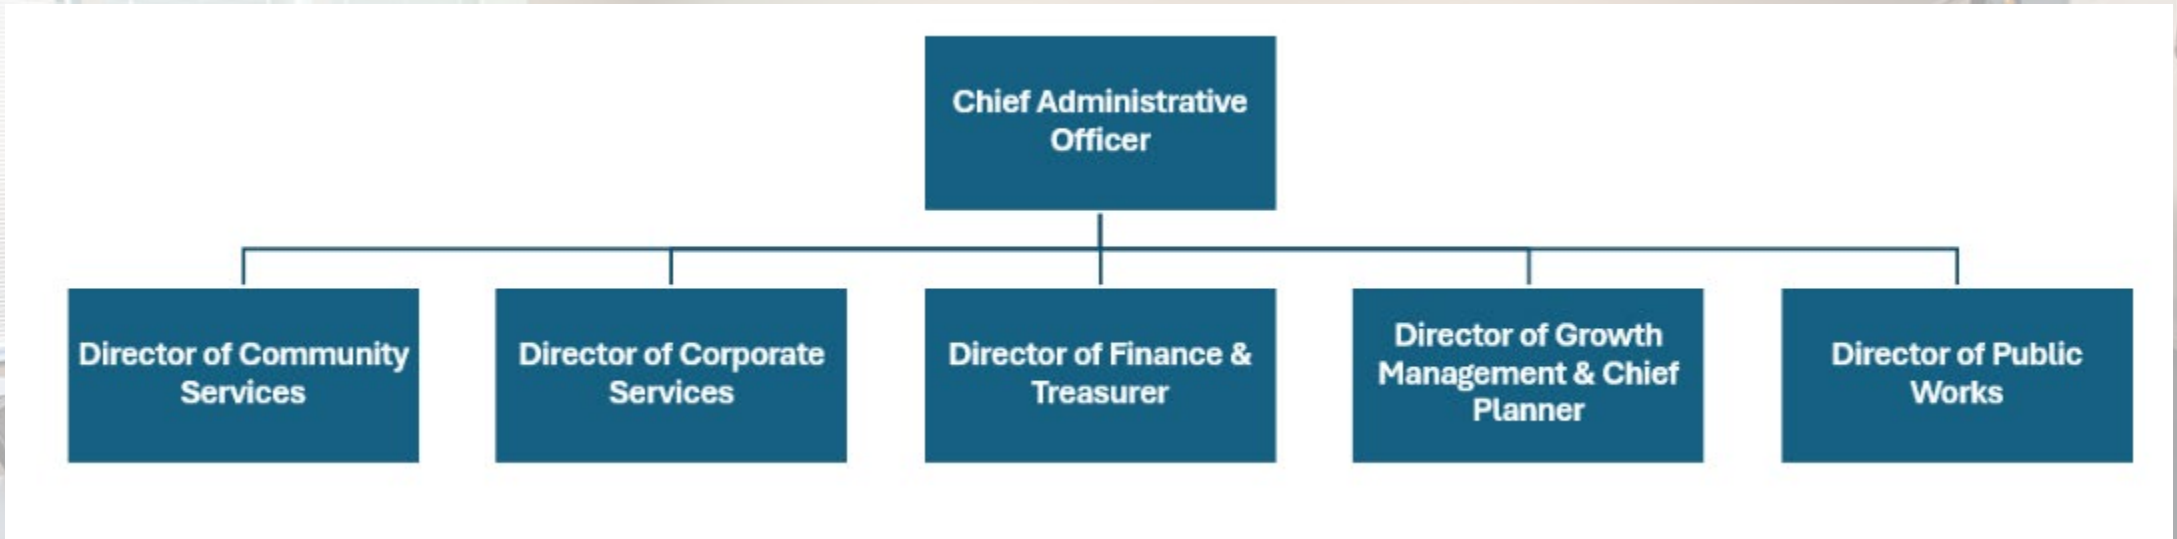 Chief Administrative
Officer
Director of Community
Services
Director of Corporate
Services
Director of Finance &
Treasurer
Director of Growth
Management & Chief
Planner
Director of Public
Works